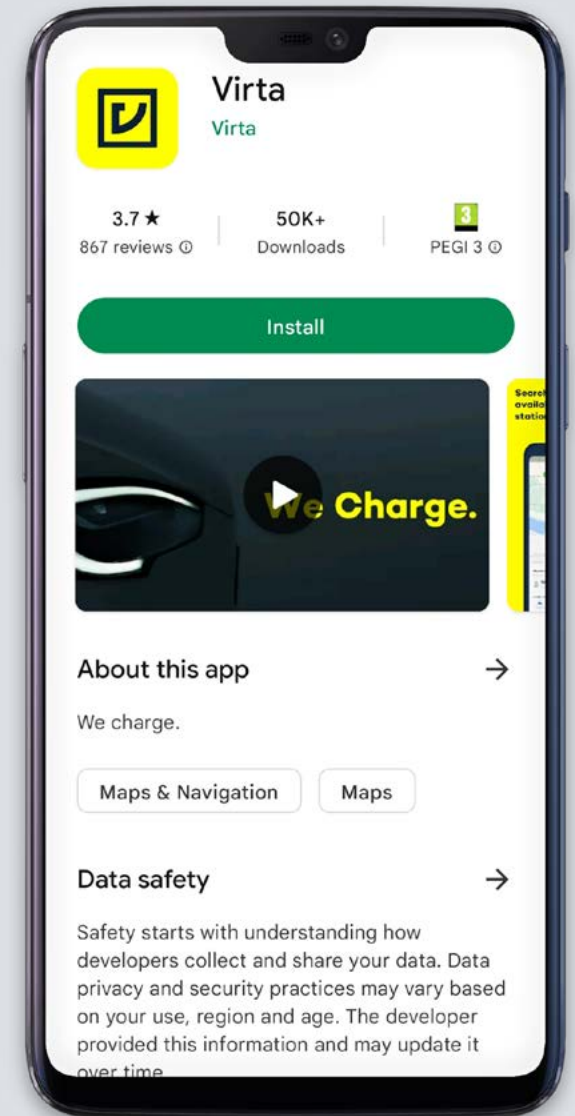 Virta
Virta
3.7 ★
50K+
3
867 reviews
Downloads
PEGI 3
Install
We Charge.
About this app
We charge.
Maps & Navigation
Maps
Data safety
Safety starts with understanding how
developers collect and share your data. Data
privacy and security practices may vary based
on your use, region and age. The developer
provided this information and may update it
over time